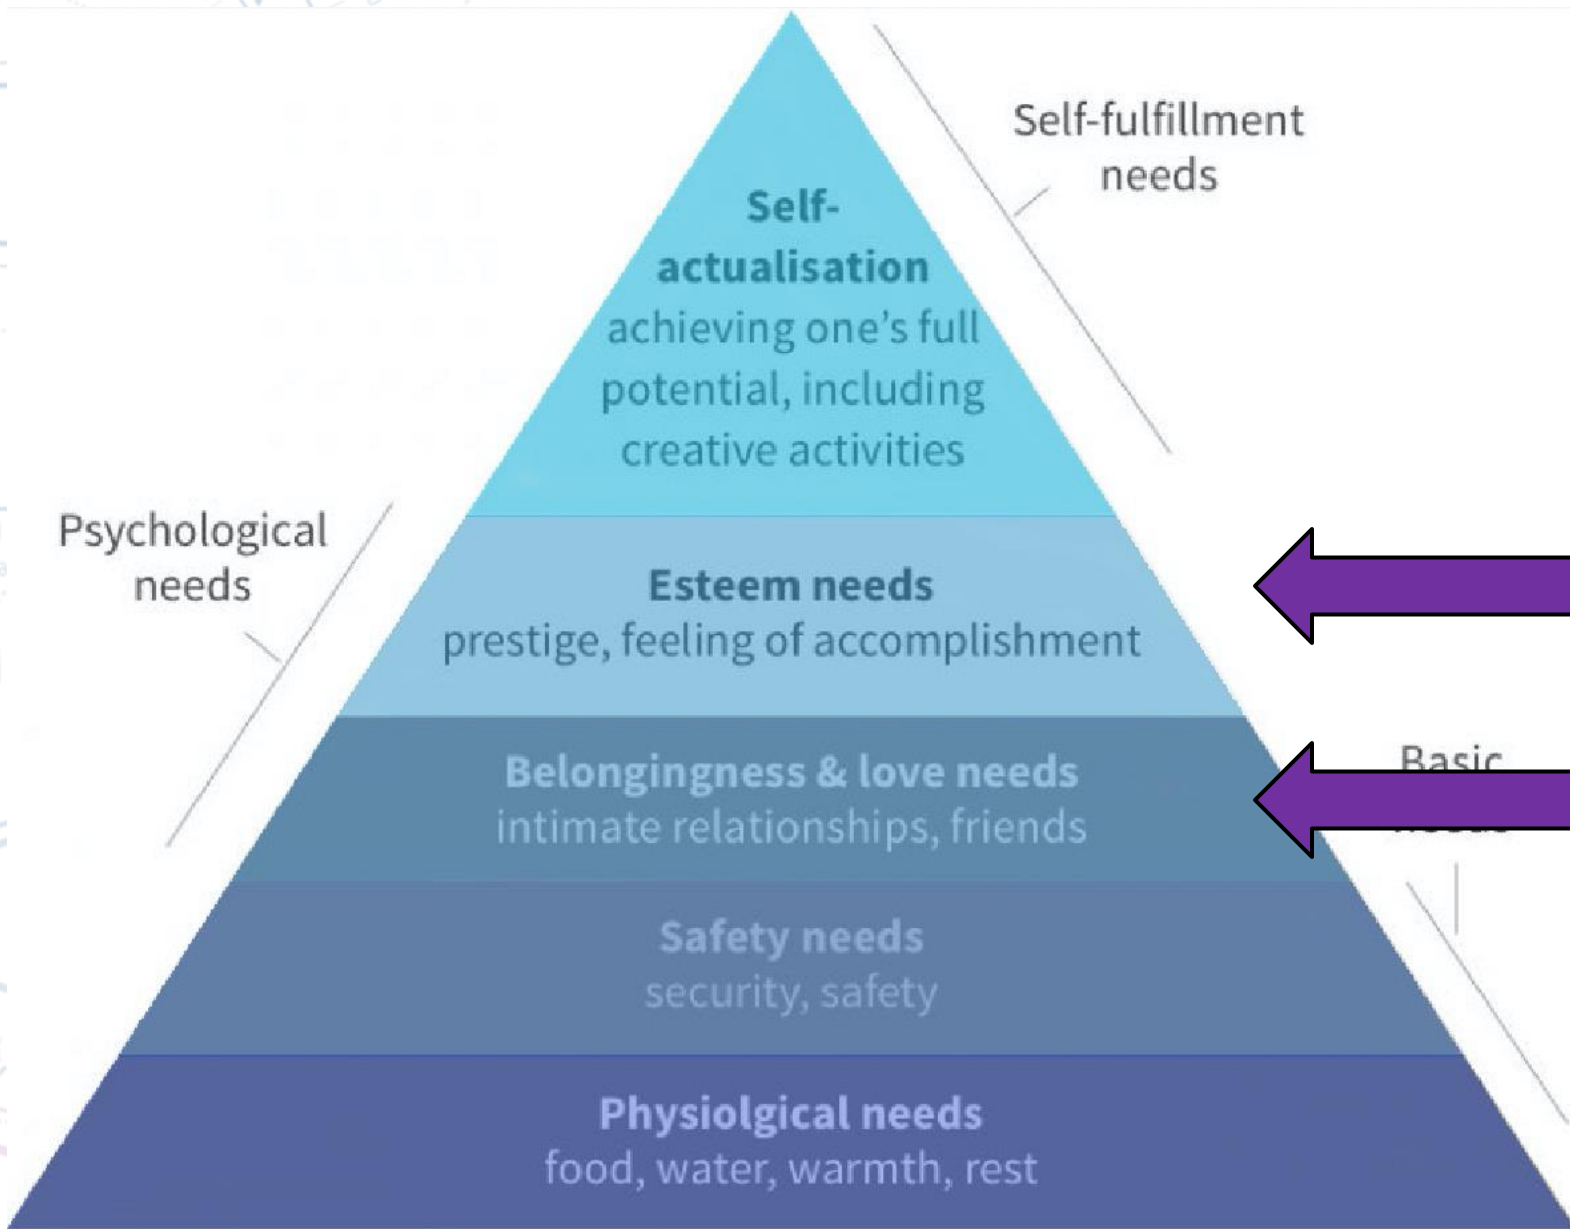 Self-fulfillment
needs
Self-
actualisation
achieving one’s full
potential, including
creative activities
Psychological
needs
Esteem needs
prestige, feeling of accomplishment
Basic
Belongingness & love needs
intimate relationships, friends
Safety needs
security, safety
Physiolgical needs
food, water, warmth, rest